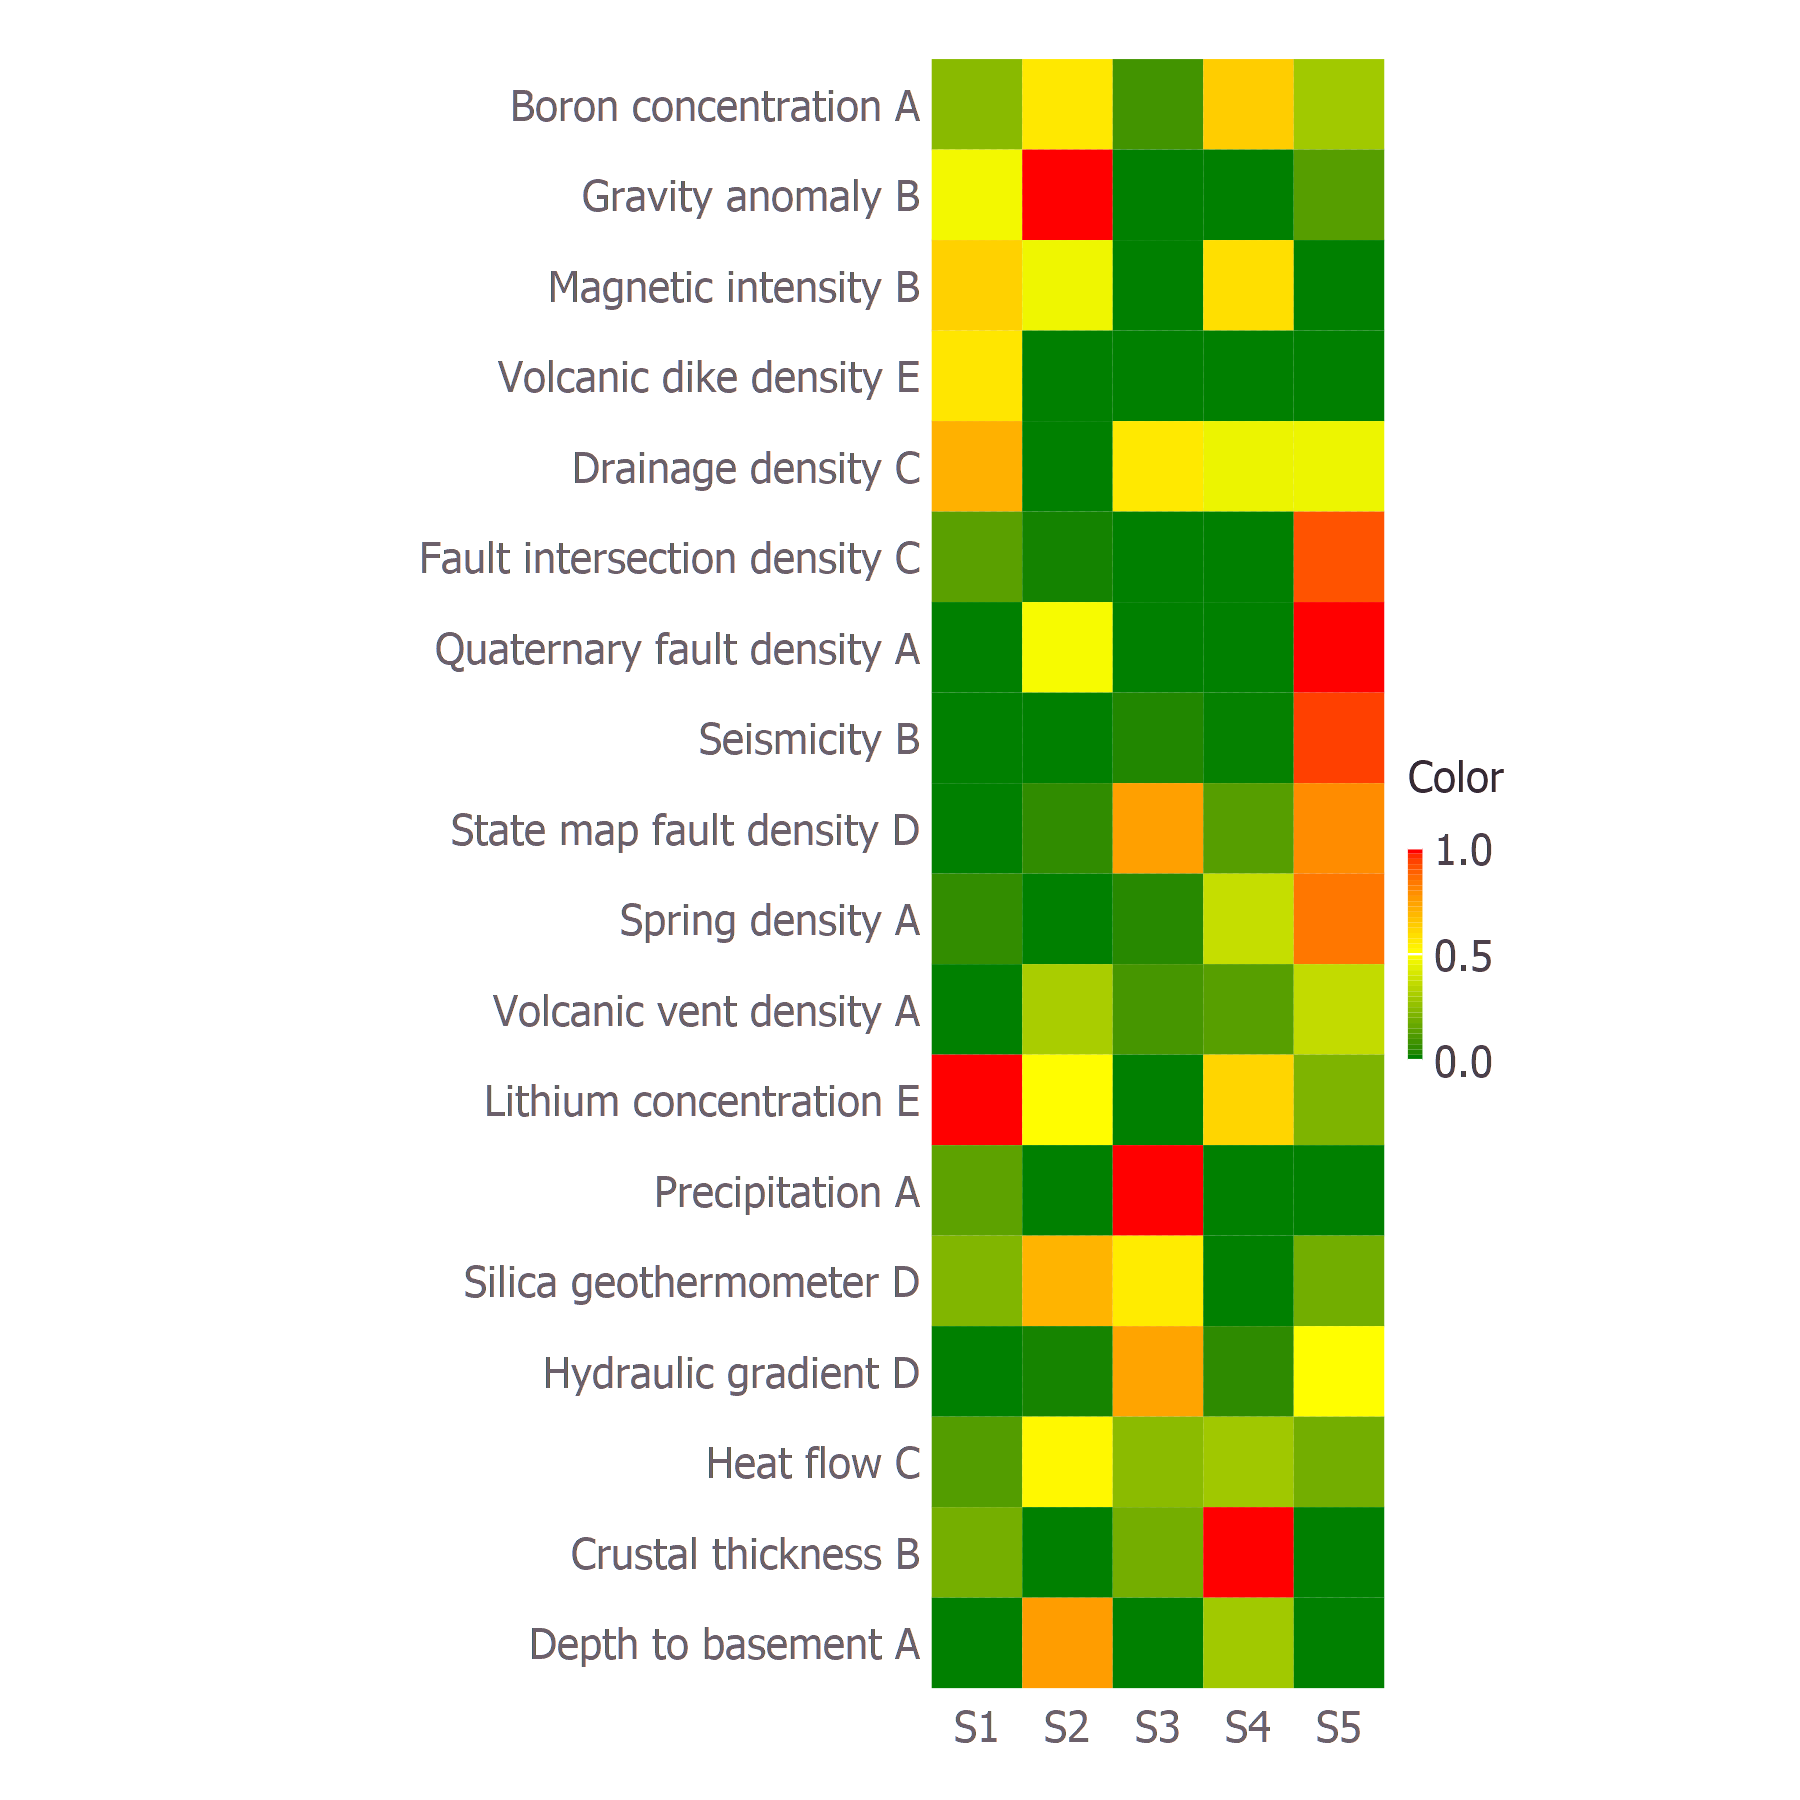 Boron concentration A
Gravity anomaly B
Magnetic intensity B
Volcanic dike density E
Drainage density C
Fault intersection density C
Quaternary fault density A
Seismicity B
State map fault density D
Spring density A
Volcanic vent density A
Lithium concentration E
Precipitation A
Silica geothermometer D
Hydraulic gradient D
Heat flow C
Crustal thickness B
Depth to basement A
S1 S2 S3 S4 S5
Color
1.0
0.5
0.0